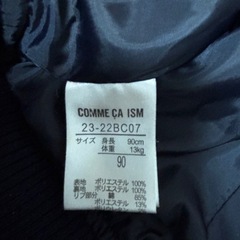 COMME ÇA ISM
23-22BC07
サイズ 身長 90cm
体重 13kg
90
表地 ポリエステル 100%
裏地 ポリエステル 100%
リブ部分 綿 85%
ポリエステル 13%